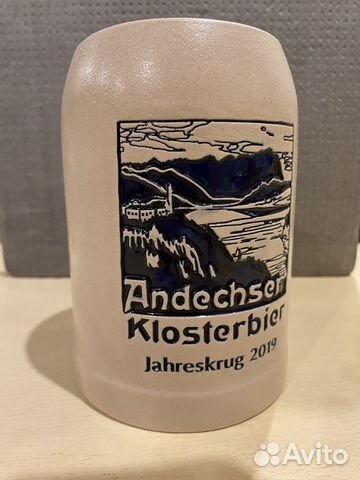 Andechser
Klosterbier
Jahreskrug 2019
Avito